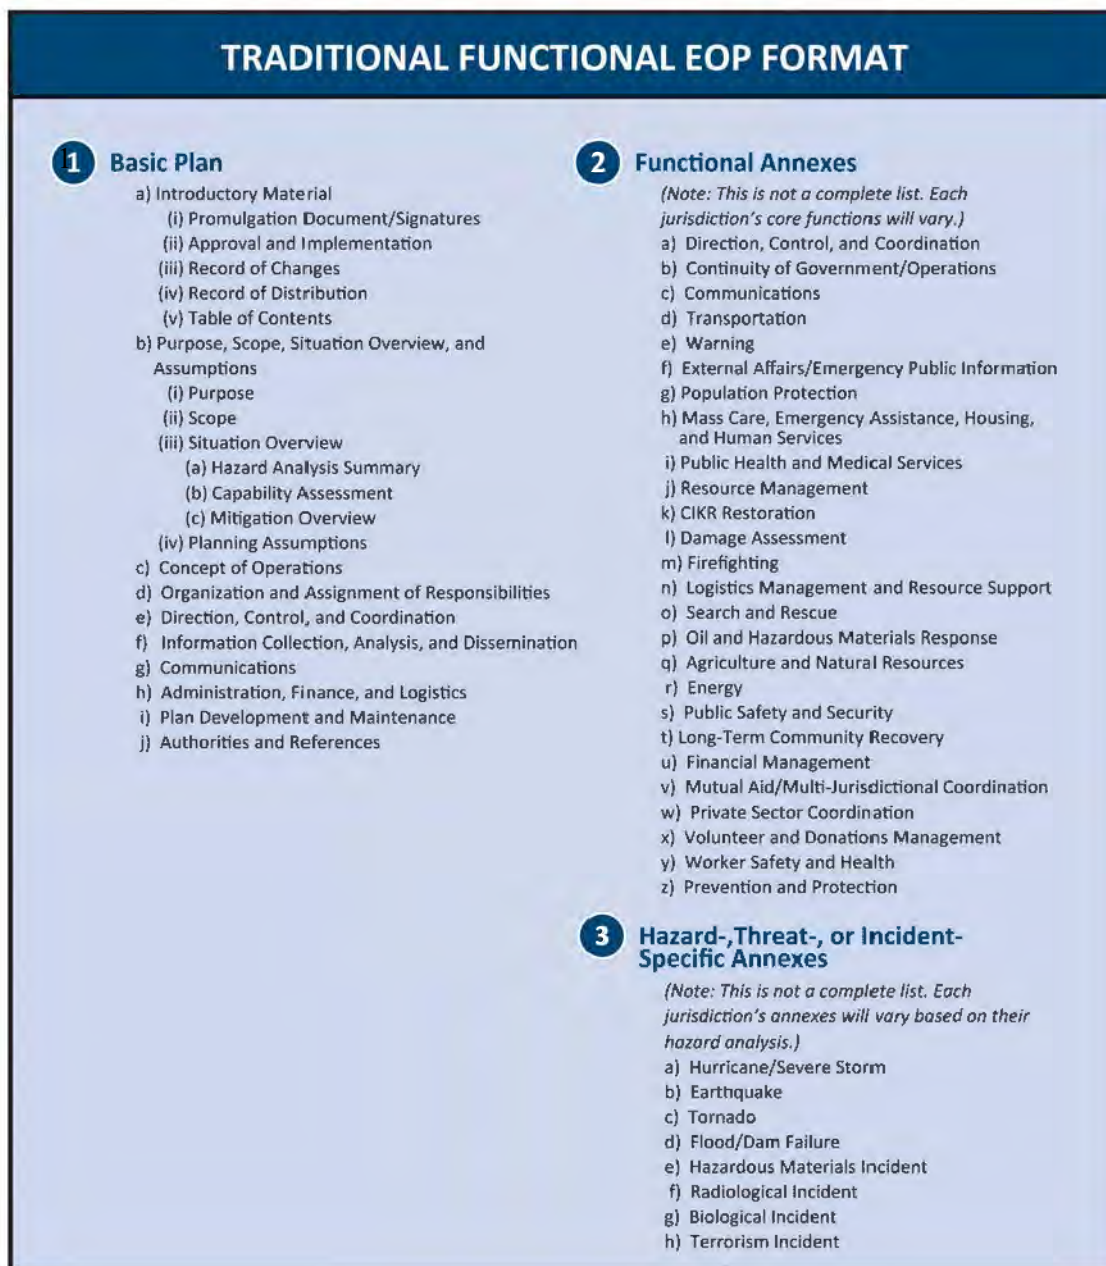 TRADITIONAL FUNCTIONAL EOP FORMAT
1 Basic Plan
a) Introductory Material
(i) Promulgation Document/Signatures
(ii) Approval and Implementation
(iii) Record of Changes
(iv) Record of Distribution
(v) Table of Contents
b) Purpose, Scope, Situation Overview, and
Assumptions
(i) Purpose
(ii) Scope
(iii) Situation Overview
(a) Hazard Analysis Summary
(b) Capability Assessment
(c) Mitigation Overview
(iv) Planning Assumptions
c) Concept of Operations
d) Organization and Assignment of Responsibilities
e) Direction, Control, and Coordination
f) Information Collection, Analysis, and Dissemination
g) Communications
h) Administration, Finance, and Logistics
i) Plan Development and Maintenance
j) Authorities and References
2 Functional Annexes
(Note: This is not a complete list. Each
jurisdiction's core functions will vary.)
a) Direction, Control, and Coordination
b) Continuity of Government/Operations
c) Communications
d) Transportation
e) Warning
f) External Affairs/Emergency Public Information
g) Population Protection
h) Mass Care, Emergency Assistance, Housing,
and Human Services
i) Public Health and Medical Services
j) Resource Management
k) CIKR Restoration
l) Damage Assessment
m) Firefighting
n) Logistics Management and Resource Support
o) Search and Rescue
p) Oil and Hazardous Materials Response
q) Agriculture and Natural Resources
r) Energy
s) Public Safety and Security
t) Long-Term Community Recovery
u) Financial Management
v) Mutual Aid/Multi-Jurisdictional Coordination
w) Private Sector Coordination
x) Volunteer and Donations Management
y) Worker Safety and Health
z) Prevention and Protection
3 Hazard-,Threat-, or Incident-
Specific Annexes
(Note: This is not a complete list. Each
jurisdiction's annexes will vary based on their
hazard analysis.)
a) Hurricane/Severe Storm
b) Earthquake
c) Tornado
d) Flood/Dam Failure
e) Hazardous Materials Incident
f) Radiological Incident
g) Biological Incident
h) Terrorism Incident